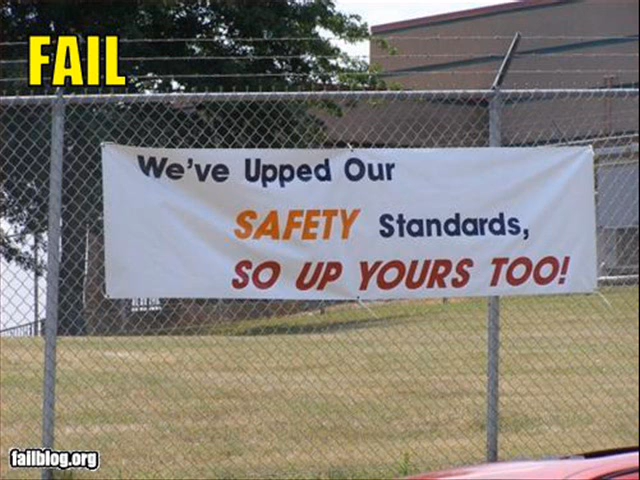 FAIL
We've Upped Our
SAFETY Standards,
SO UP YOURS TOO!
failblog.org